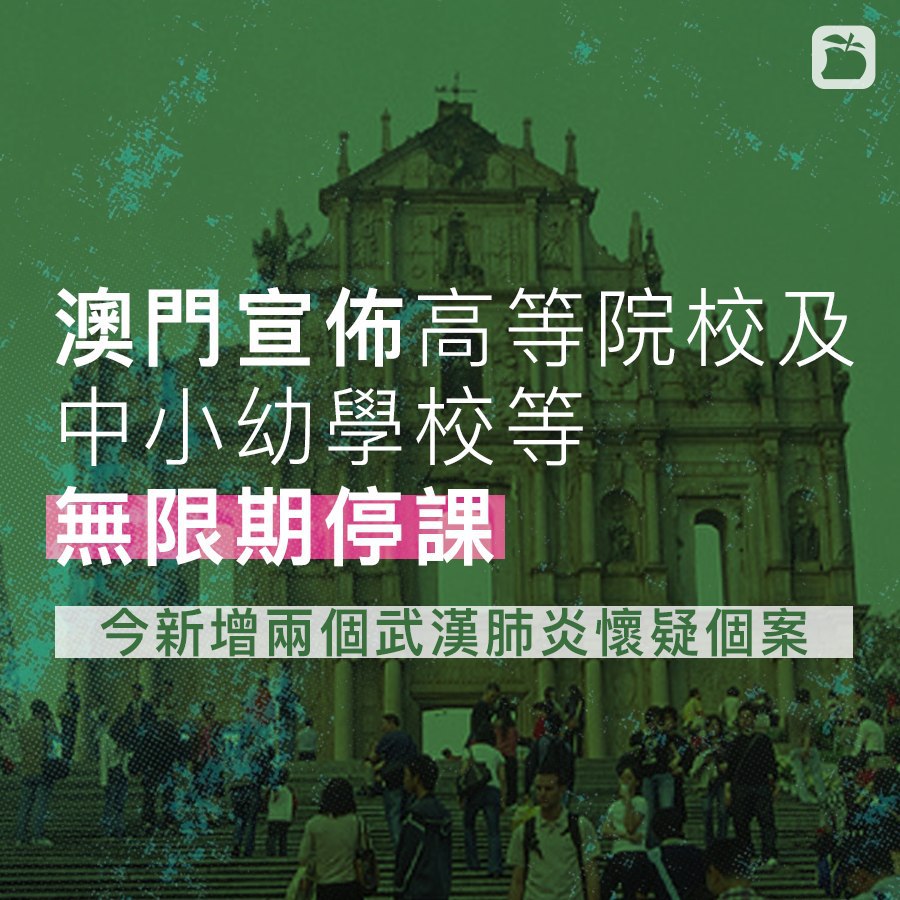 澳門宣佈高等院校及
中小幼學校等
無限期停課
今新增兩個武漢肺炎懷疑個案